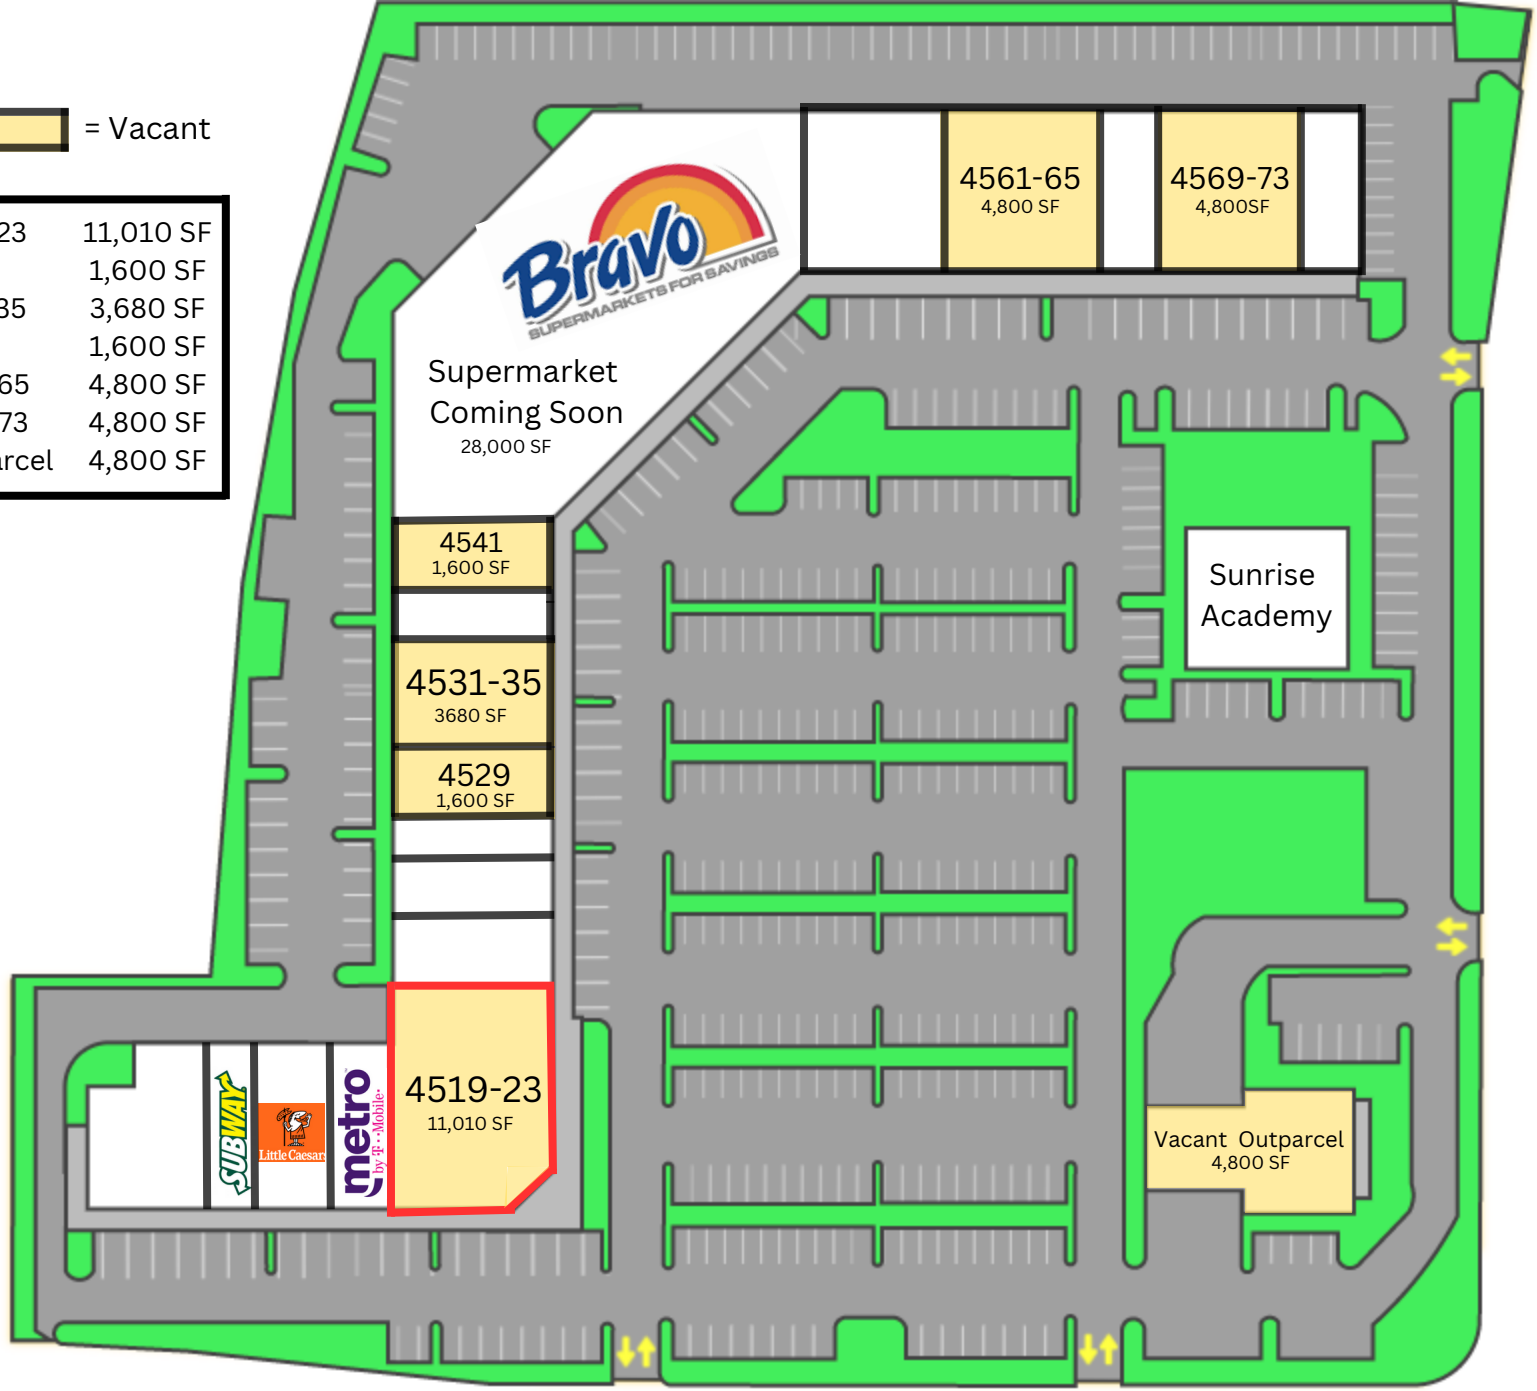 = Vacant
23 11,010 SF
1,600 SF
35 3,680 SF
1,600 SF
65 4,800 SF
73 4,800 SF
arcel 4,800 SF
Bravo
SUPERMARKETS FOR SAVINGS
Supermarket
Coming Soon
28,000 SF
4561-65
4,800 SF
4569-73
4,800SF
4541
1,600 SF
4531-35
3680 SF
4529
1,600 SF
Sunrise
Academy
SUBWAY
Little Caesars
metro
by T-Mobile
4519-23
11,010 SF
Vacant Outparcel
4,800 SF